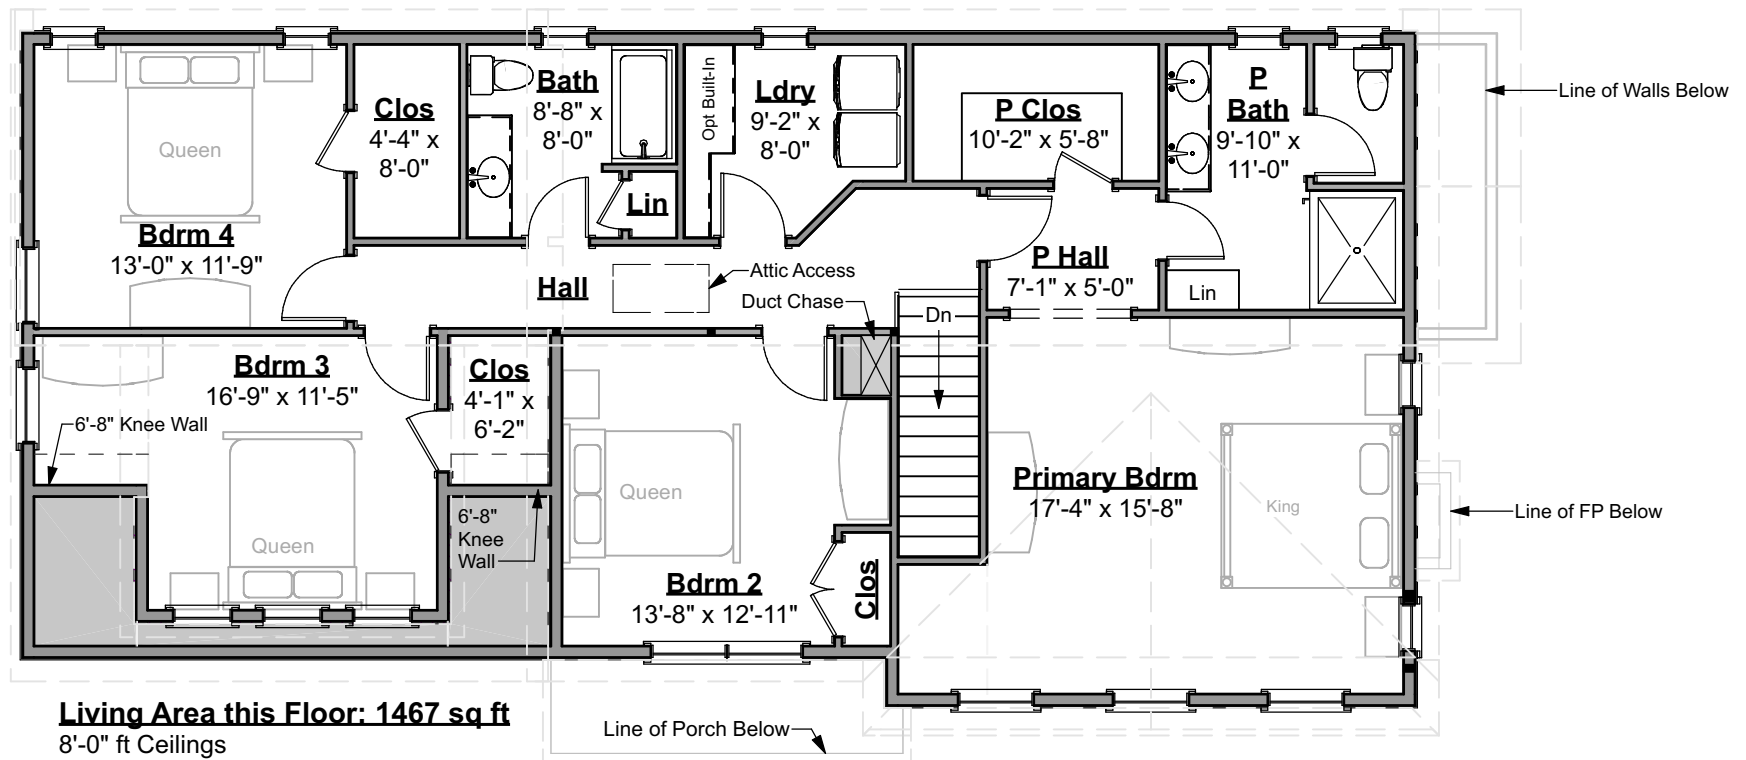 Queen
Bdrm 4
13'-0" x 11'-9"
Clos
4'-4" x
8'-0"
Bath
8'-8" x
8'-0"
Lin
Opt Built-In
Ldry
9'-2" x
8'-0"
P Clos
10'-2" x 5'-8"
P
Bath
9'-10" x
11'-0"
Line of Walls Below
Hall
Attic Access
Duct Chase
P Hall
7'-1" x 5'-0"
Lin
Dn
Bdrm 3
16'-9" x 11'-5"
6'-8" Knee Wall
Queen
Clos
4'-1" x
6'-2"
6'-8"
Knee
Wall
Queen
Bdrm 2
13'-8" x 12'-11"
Clos
Primary Bdrm
17'-4" x 15'-8"
King
Line of FP Below
Living Area this Floor: 1467 sq ft
8'-0" ft Ceilings
Line of Porch Below